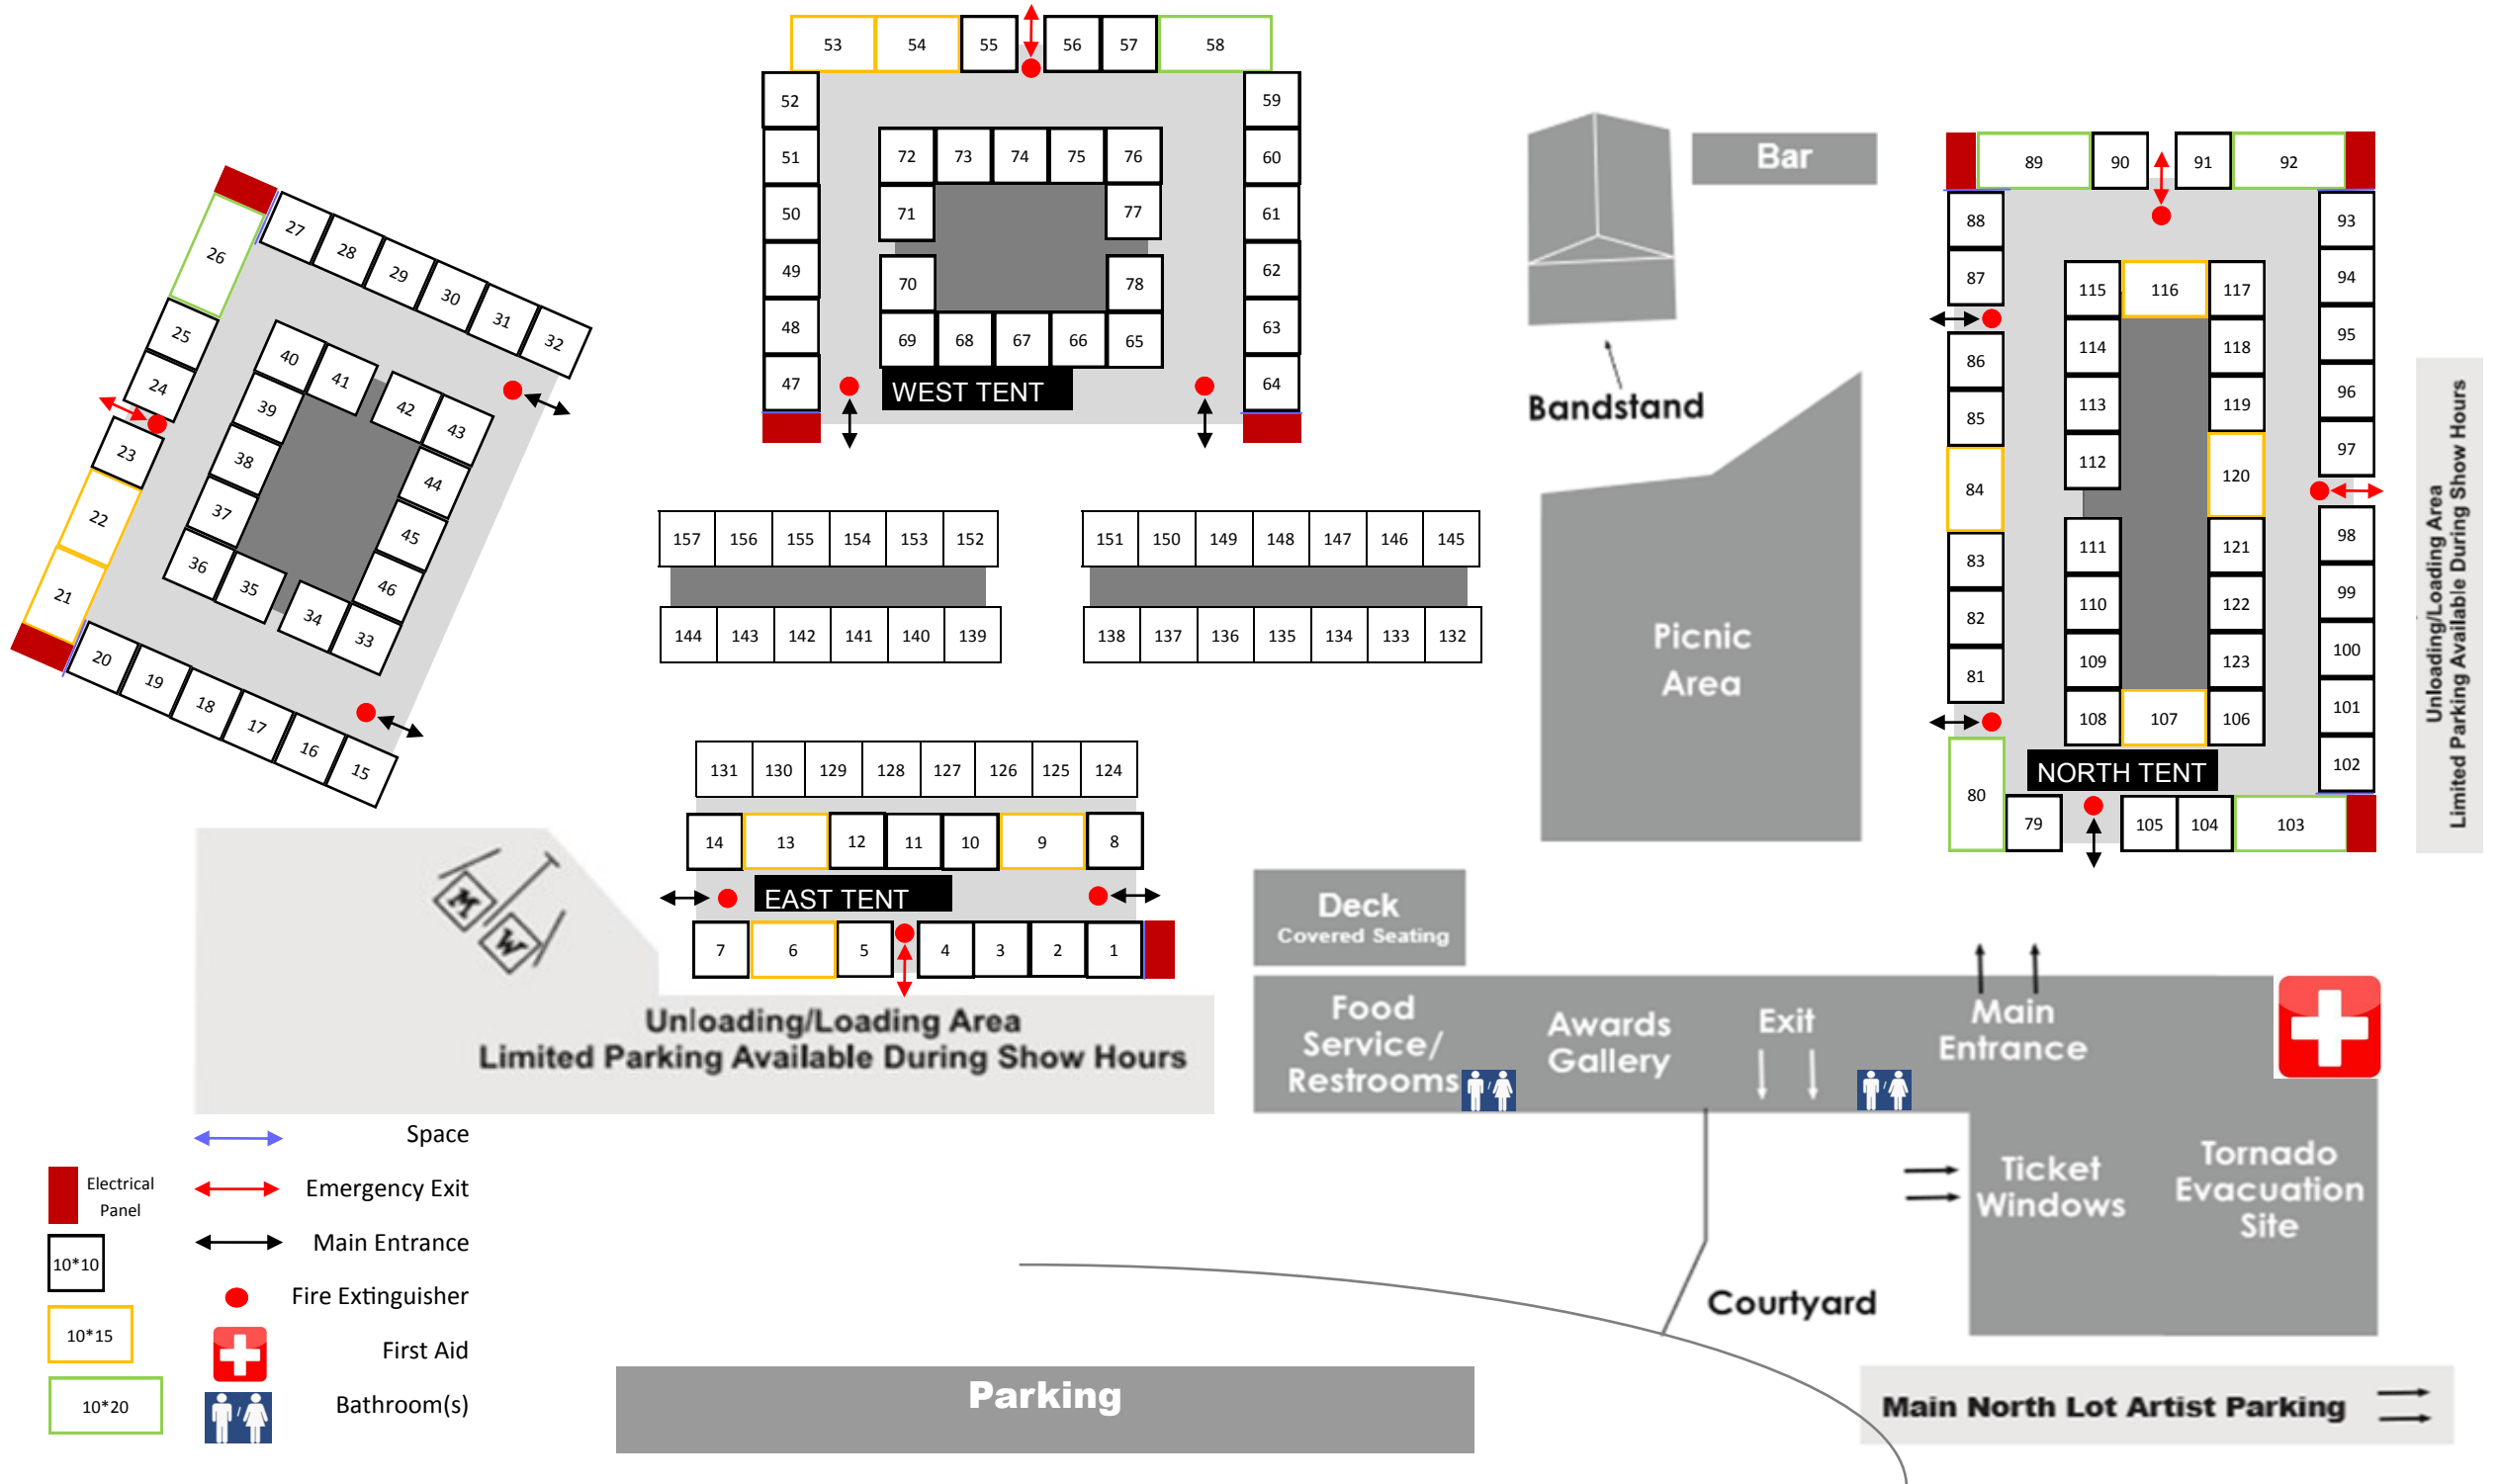 53 54 55 56 57 58
52 59
51 60
50 61
49 62
48 63
47 64
72 73 74 75 76
71 77
70 78
69 68 67 66 65
WEST TENT
26
25
24
23
22
21
27 28 29 30 31 32
40 41 42 43
39 44
38 45
37 46
36 35 34 33
20 19 18 17 16 15
157 156 155 154 153 152
144 143 142 141 140 139
151 150 149 148 147 146 145
138 137 136 135 134 133 132
131 130 129 128 127 126 125 124
14 13 12 11 10 9 8
EAST TENT
7 6 5 4 3 2 1
M
W
Unloading/Loading Area
Limited Parking Available During Show Hours
Bar
Bandstand
Picnic
Area
89 90 91 92
88 93
87 94
86 95
85 96
84 97
83 98
82 99
81 100
101
102
115 116 117
114 118
113 119
112 120
111 121
110 122
109 123
108 107 106
NORTH TENT
80 79 105 104 103
Unloading/Loading Area
Limited Parking Available During Show Hours
Deck
Covered Seating
Food
Service/
Restrooms
Awards
Gallery
Exit
Main
Entrance
Ticket
Windows
Tornado
Evacuation
Site
Courtyard
Parking
Main North Lot Artist Parking
Space
Electrical
Panel
Emergency Exit
10*10
Main Entrance
Fire Extinguisher
10*15
First Aid
10*20
Bathroom(s)